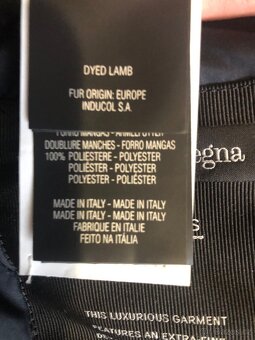 DYED LAMB
FUR ORIGIN: EUROPE
INDUCOL S.A.
FORRO MANGAS - ÄRMELFUTTER
DOUBLURE MANCHES - FORRO MANGAS
100% POLIESTERE - POLYESTER
POLIÉSTER - POLYESTER
POLYESTER - POLIÉSTER
MADE IN ITALY - MADE IN ITALY
MADE IN ITALY - MADE IN ITALY
FABRIQUE EN ITALIE
FEITO NA ITÁLIA
egna
S
THIS LUXURIOUS GARMENT
FEATURES AN EXTRA-FINE